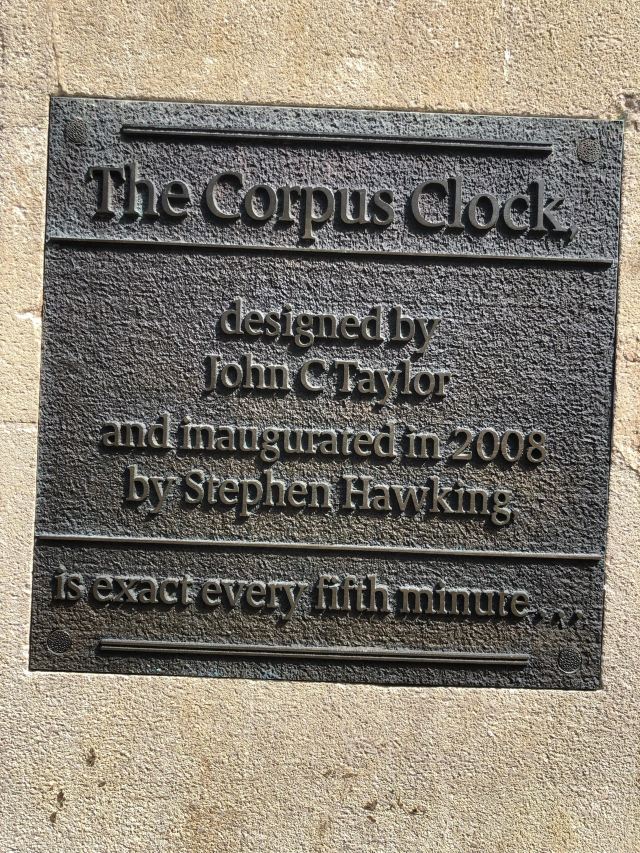 The Corpus Clock,
designed by
John C Taylor
and inaugurated in 2008
by Stephen Hawking,
is exact every fifth minute...